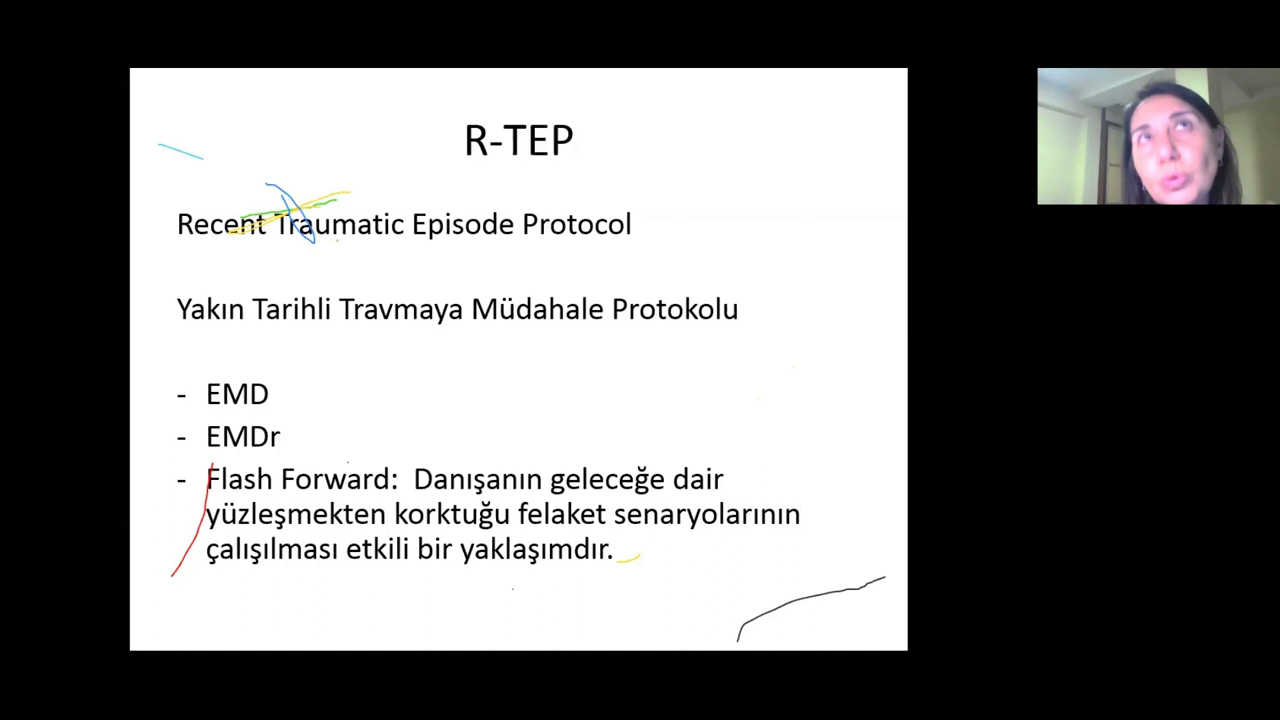 R-TEP
Recent Traumatic Episode Protocol
Yakın Tarihli Travmaya Müdahale Protokolu
- EMD
- EMDr
- Flash Forward: Danışanın geleceğe dair
yüzleşmekten korktuğu felaket senaryolarının
çalışılması etkili bir yaklaşımdır.